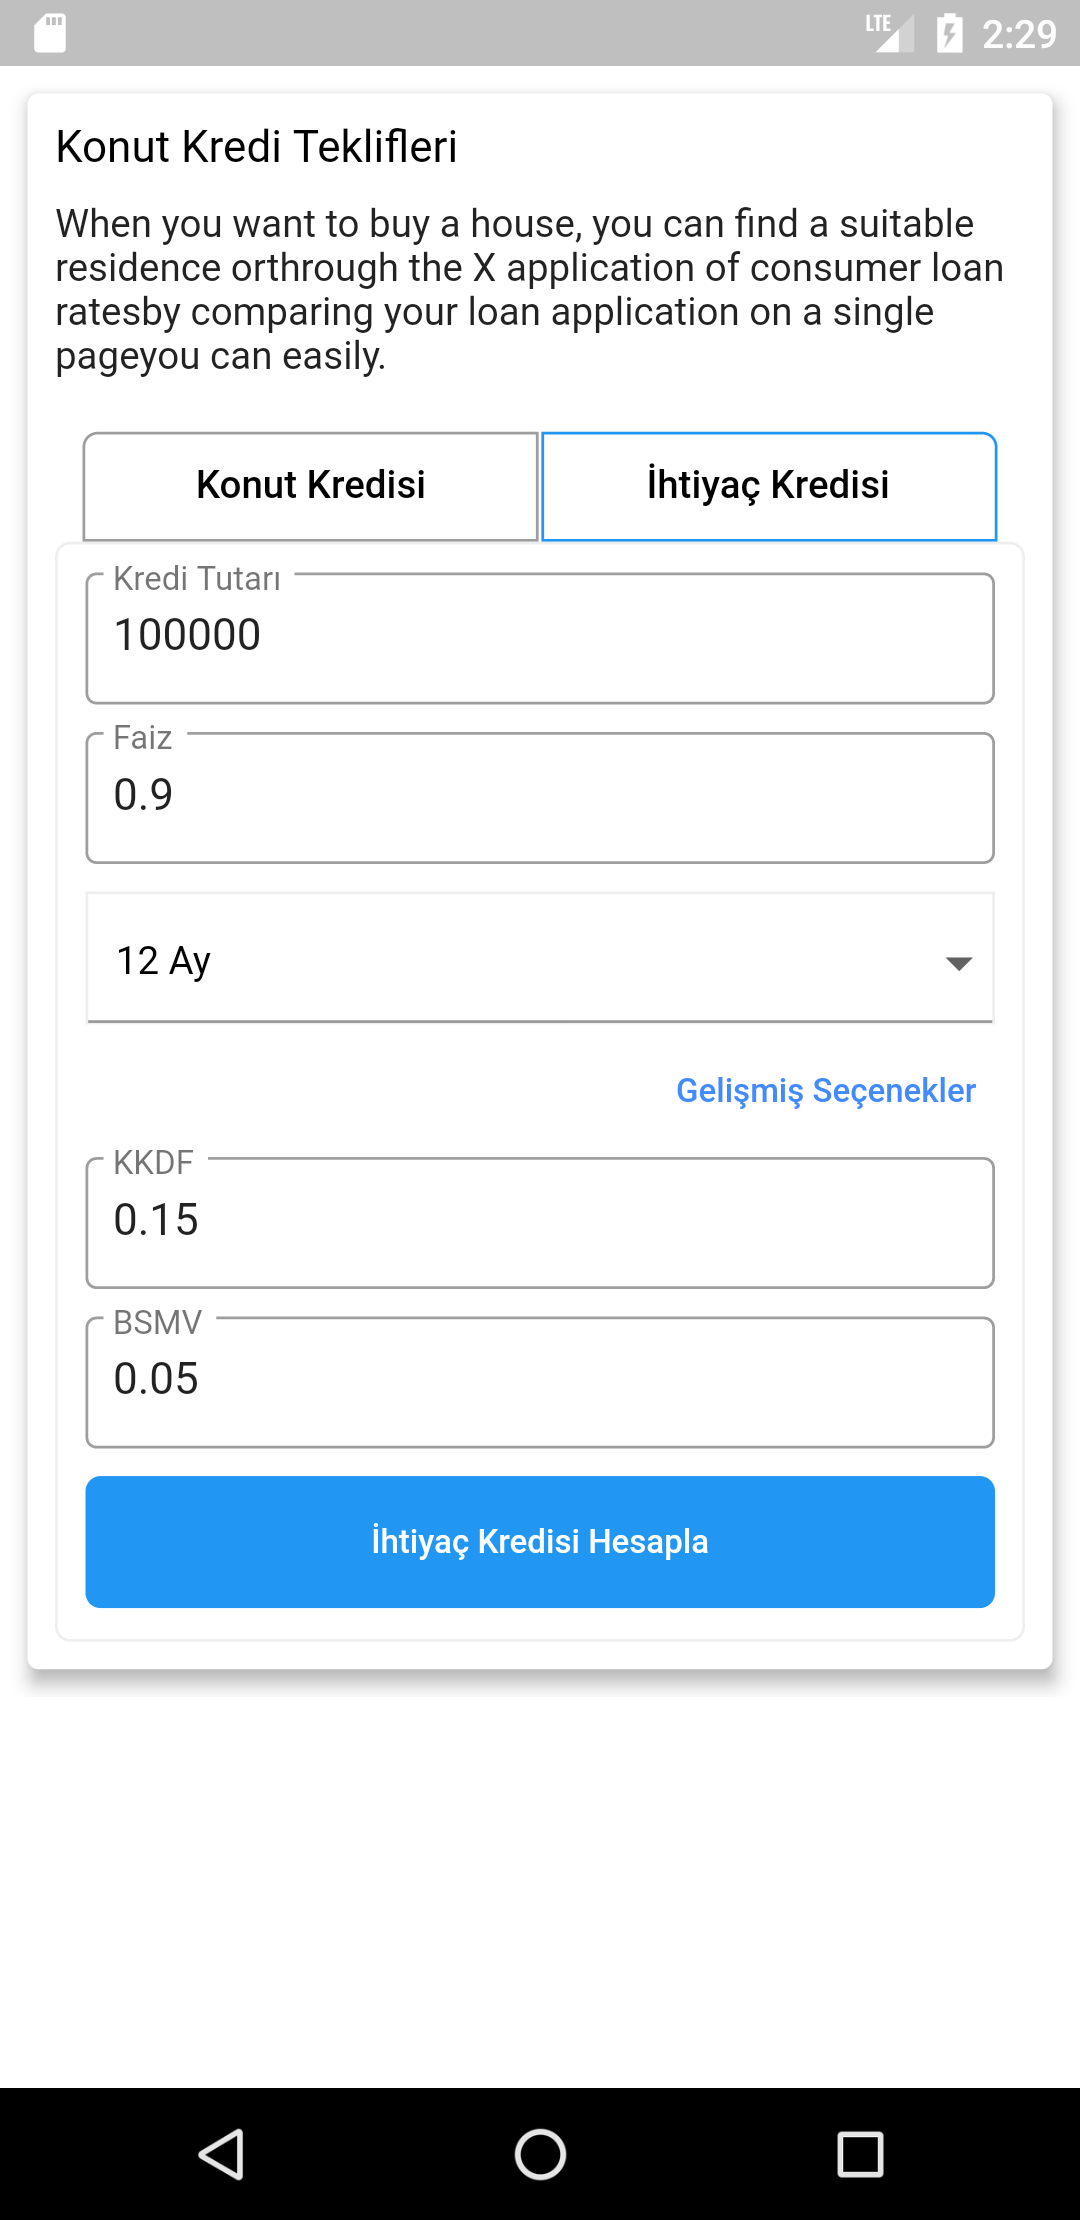 LTE 2:29
Konut Kredi Teklifleri
When you want to buy a house, you can find a suitable
residence orthrough the X application of consumer loan
ratesby comparing your loan application on a single
pageyou can easily.
Konut Kredisi İhtiyaç Kredisi
Kredi Tutarı
100000
Faiz
0.9
12 Ay
Gelişmiş Seçenekler
KKDF
0.15
BSMV
0.05
İhtiyaç Kredisi Hesapla